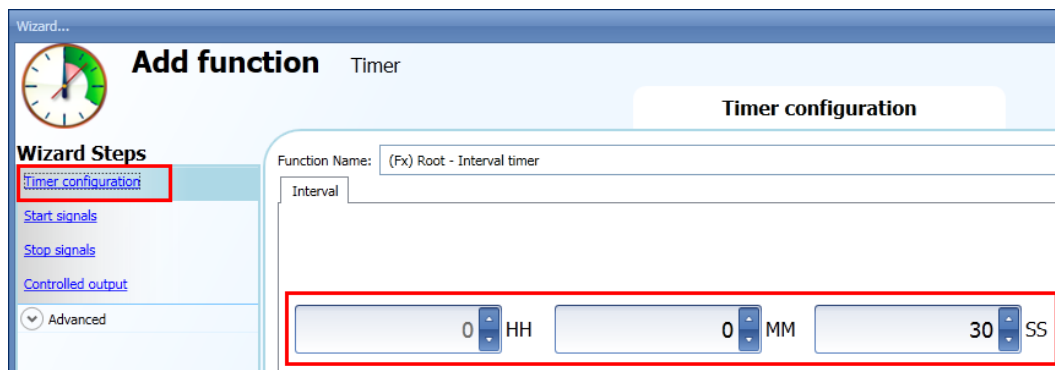 Wizard...
Add function Timer
Timer configuration
Wizard Steps
Timer configuration
Start signals
Stop signals
Controlled output
Advanced
Function Name: (Fx) Root - Interval timer
Interval
0 HH 0 MM 30 SS